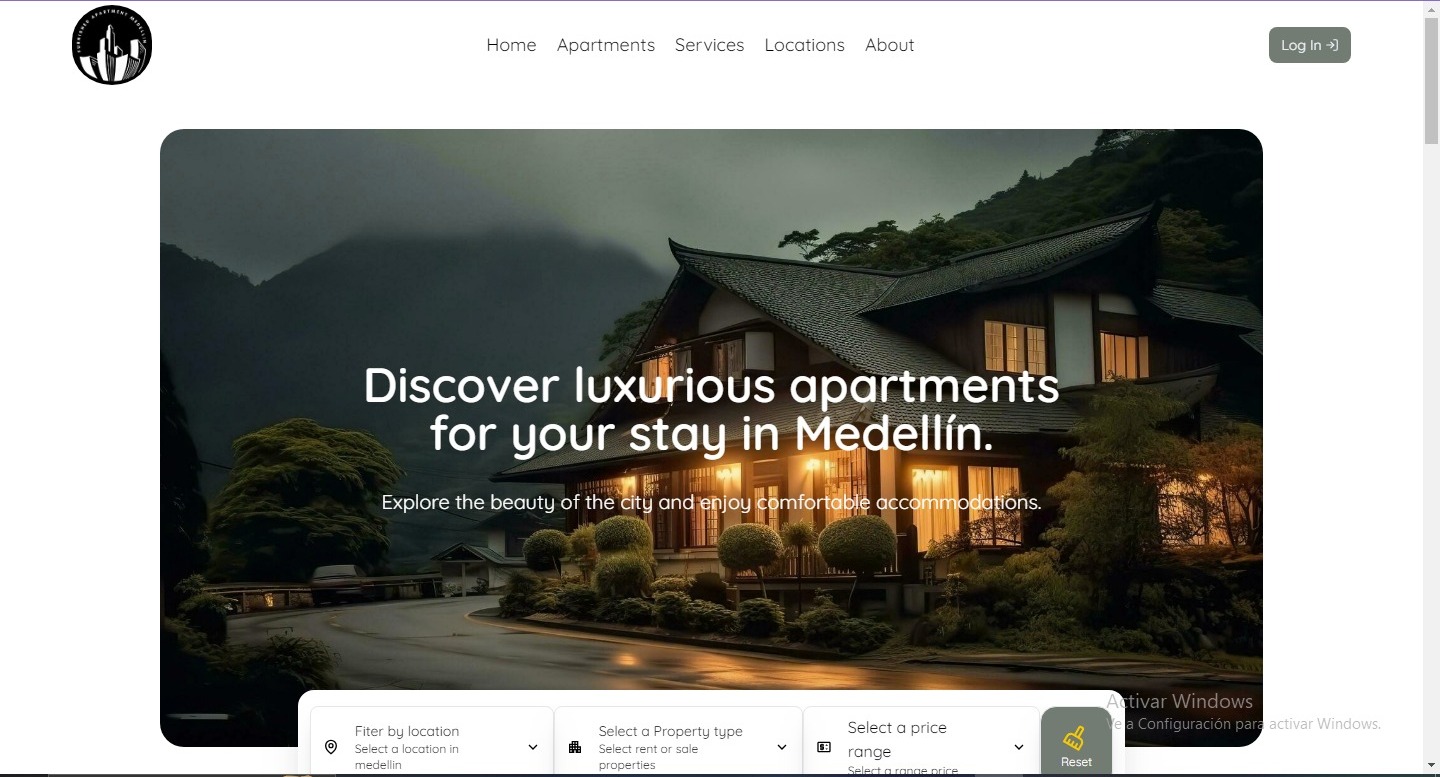 FURNISHED APARTMENT MEDELLIN
Home Apartments Services Locations About
Log In
Discover luxurious apartments
for your stay in Medellín.
Explore the beauty of the city and enjoy comfortable accommodations.
Fiter by location
Select a location in
medellin
Select a Property type
Select rent or sale
properties
Select a price
range
Select a range price
Reset
Activar Windows
Ve a Configuración para activar Windows.